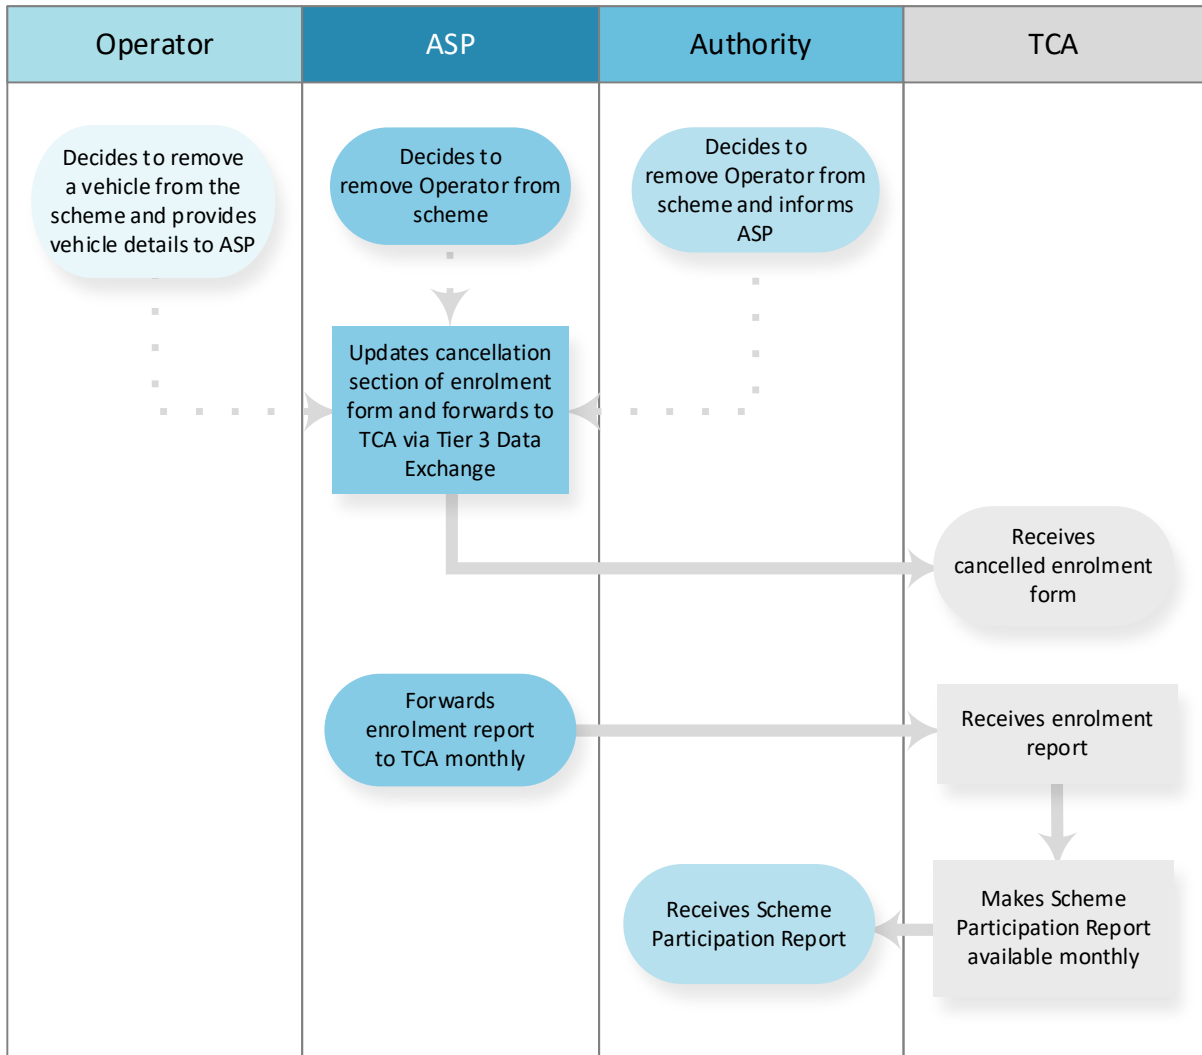 Operator
ASP
Authority
TCA
Decides to remove
a vehicle from the
scheme and provides
vehicle details to ASP
Decides to
remove Operator from
scheme
Decides to
remove Operator from
scheme and informs
ASP
Updates cancellation
section of enrolment
form and forwards to
TCA via Tier 3 Data
Exchange
Receives
cancelled enrolment
form
Forwards
enrolment report
to TCA monthly
Receives enrolment
report
Receives Scheme
Participation Report
Makes Scheme
Participation Report
available monthly